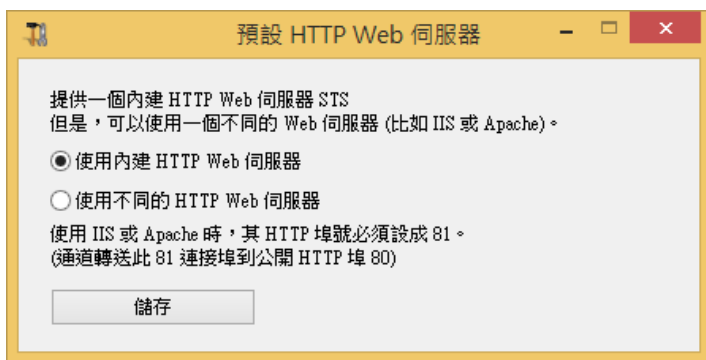 預設 HTTP Web 伺服器
提供一個內建 HTTP Web 伺服器 STS
但是，可以使用一個不同的 Web 伺服器 (比如 IIS 或 Apache)。
使用內建 HTTP Web 伺服器
使用不同的 HTTP Web 伺服器
使用 IIS 或 Apache 時，其 HTTP 埠號必須設成 81。
(通道轉送此 81 連接埠到公開 HTTP 埠 80)
儲存